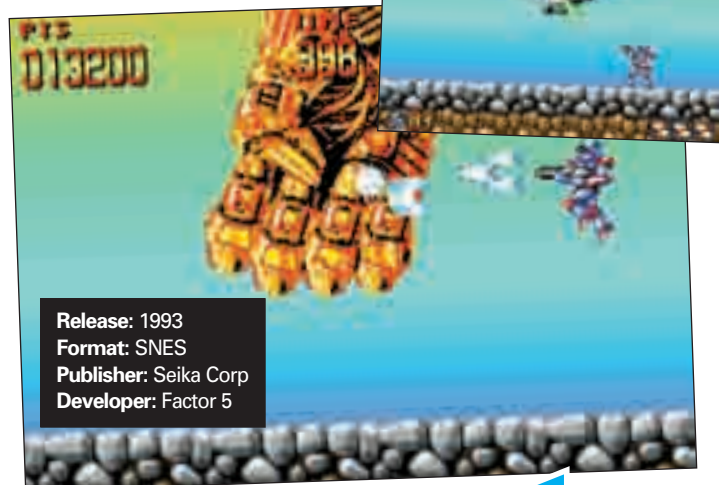 PTS
TIME
013200
398
Release: 1993
Format: SNES
Publisher: Seika Corp
Developer: Factor 5